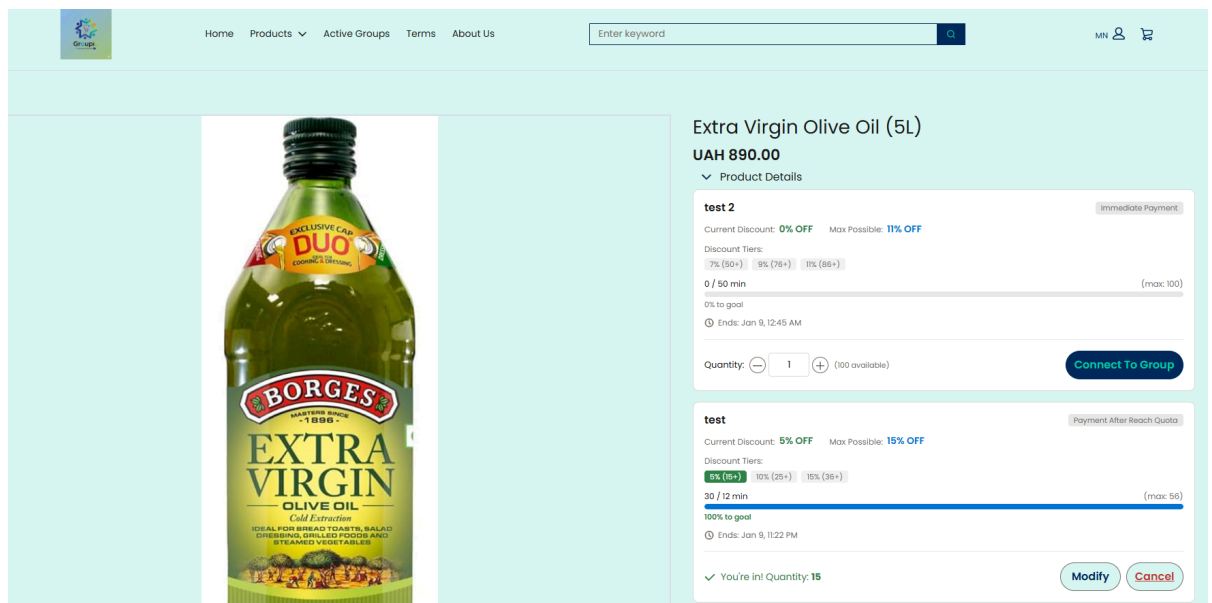 Groupi
Home Products Active Groups Terms About Us
Enter keyword
MN
Extra Virgin Olive Oil (5L)
UAH 890.00
Product Details
test 2
Immediate Payment
Current Discount: 0% OFF Max Possible: 11% OFF
Discount Tiers:
7% (50+) 9% (76+) 11% (86+)
0 / 50 min (max: 100)
0% to goal
Ends: Jan 9, 12:45 AM
Quantity: 1 (100 available)
Connect To Group
test
Payment After Reach Quota
Current Discount: 5% OFF Max Possible: 15% OFF
Discount Tiers:
5% (15+) 10% (25+) 15% (36+)
30 / 12 min (max: 56)
100% to goal
Ends: Jan 9, 11:22 PM
You're in! Quantity: 15
Modify Cancel
EXCLUSIVE CAP
DUO
IDEAL FOR
COOKING & DRESSING
BORGES
MASTERS SINCE
- 1896 -
EXTRA
VIRGIN
OLIVE OIL
Cold Extraction
IDEAL FOR BREAD TOASTS, SALAD
DRESSING, GRILLED FOODS AND
STEAMED VEGETABLES